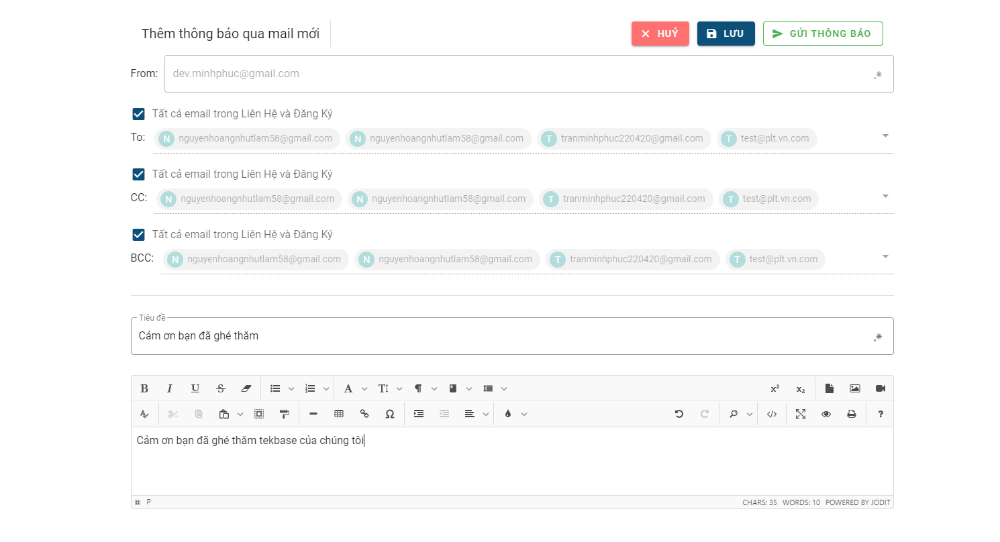 Thêm thông báo qua mail mới HUỶ LƯU GỬI THÔNG BÁO
From: dev.minhphuc@gmail.com .*
Tất cả email trong Liên Hệ và Đăng Ký
To: N nguyenhoangnhutlam58@gmail.com N nguyenhoangnhutlam58@gmail.com T tranminhphuc220420@gmail.com T test@plt.vn.com
Tất cả email trong Liên Hệ và Đăng Ký
CC: N nguyenhoangnhutlam58@gmail.com N nguyenhoangnhutlam58@gmail.com T tranminhphuc220420@gmail.com T test@plt.vn.com
Tất cả email trong Liên Hệ và Đăng Ký
BCC: N nguyenhoangnhutlam58@gmail.com N nguyenhoangnhutlam58@gmail.com T tranminhphuc220420@gmail.com T test@plt.vn.com
Tiêu đề
Cảm ơn bạn đã ghé thăm .*
Cảm ơn bạn đã ghé thăm tekbase của chúng tôi
P CHARS: 35 WORDS: 10 POWERED BY JODIT